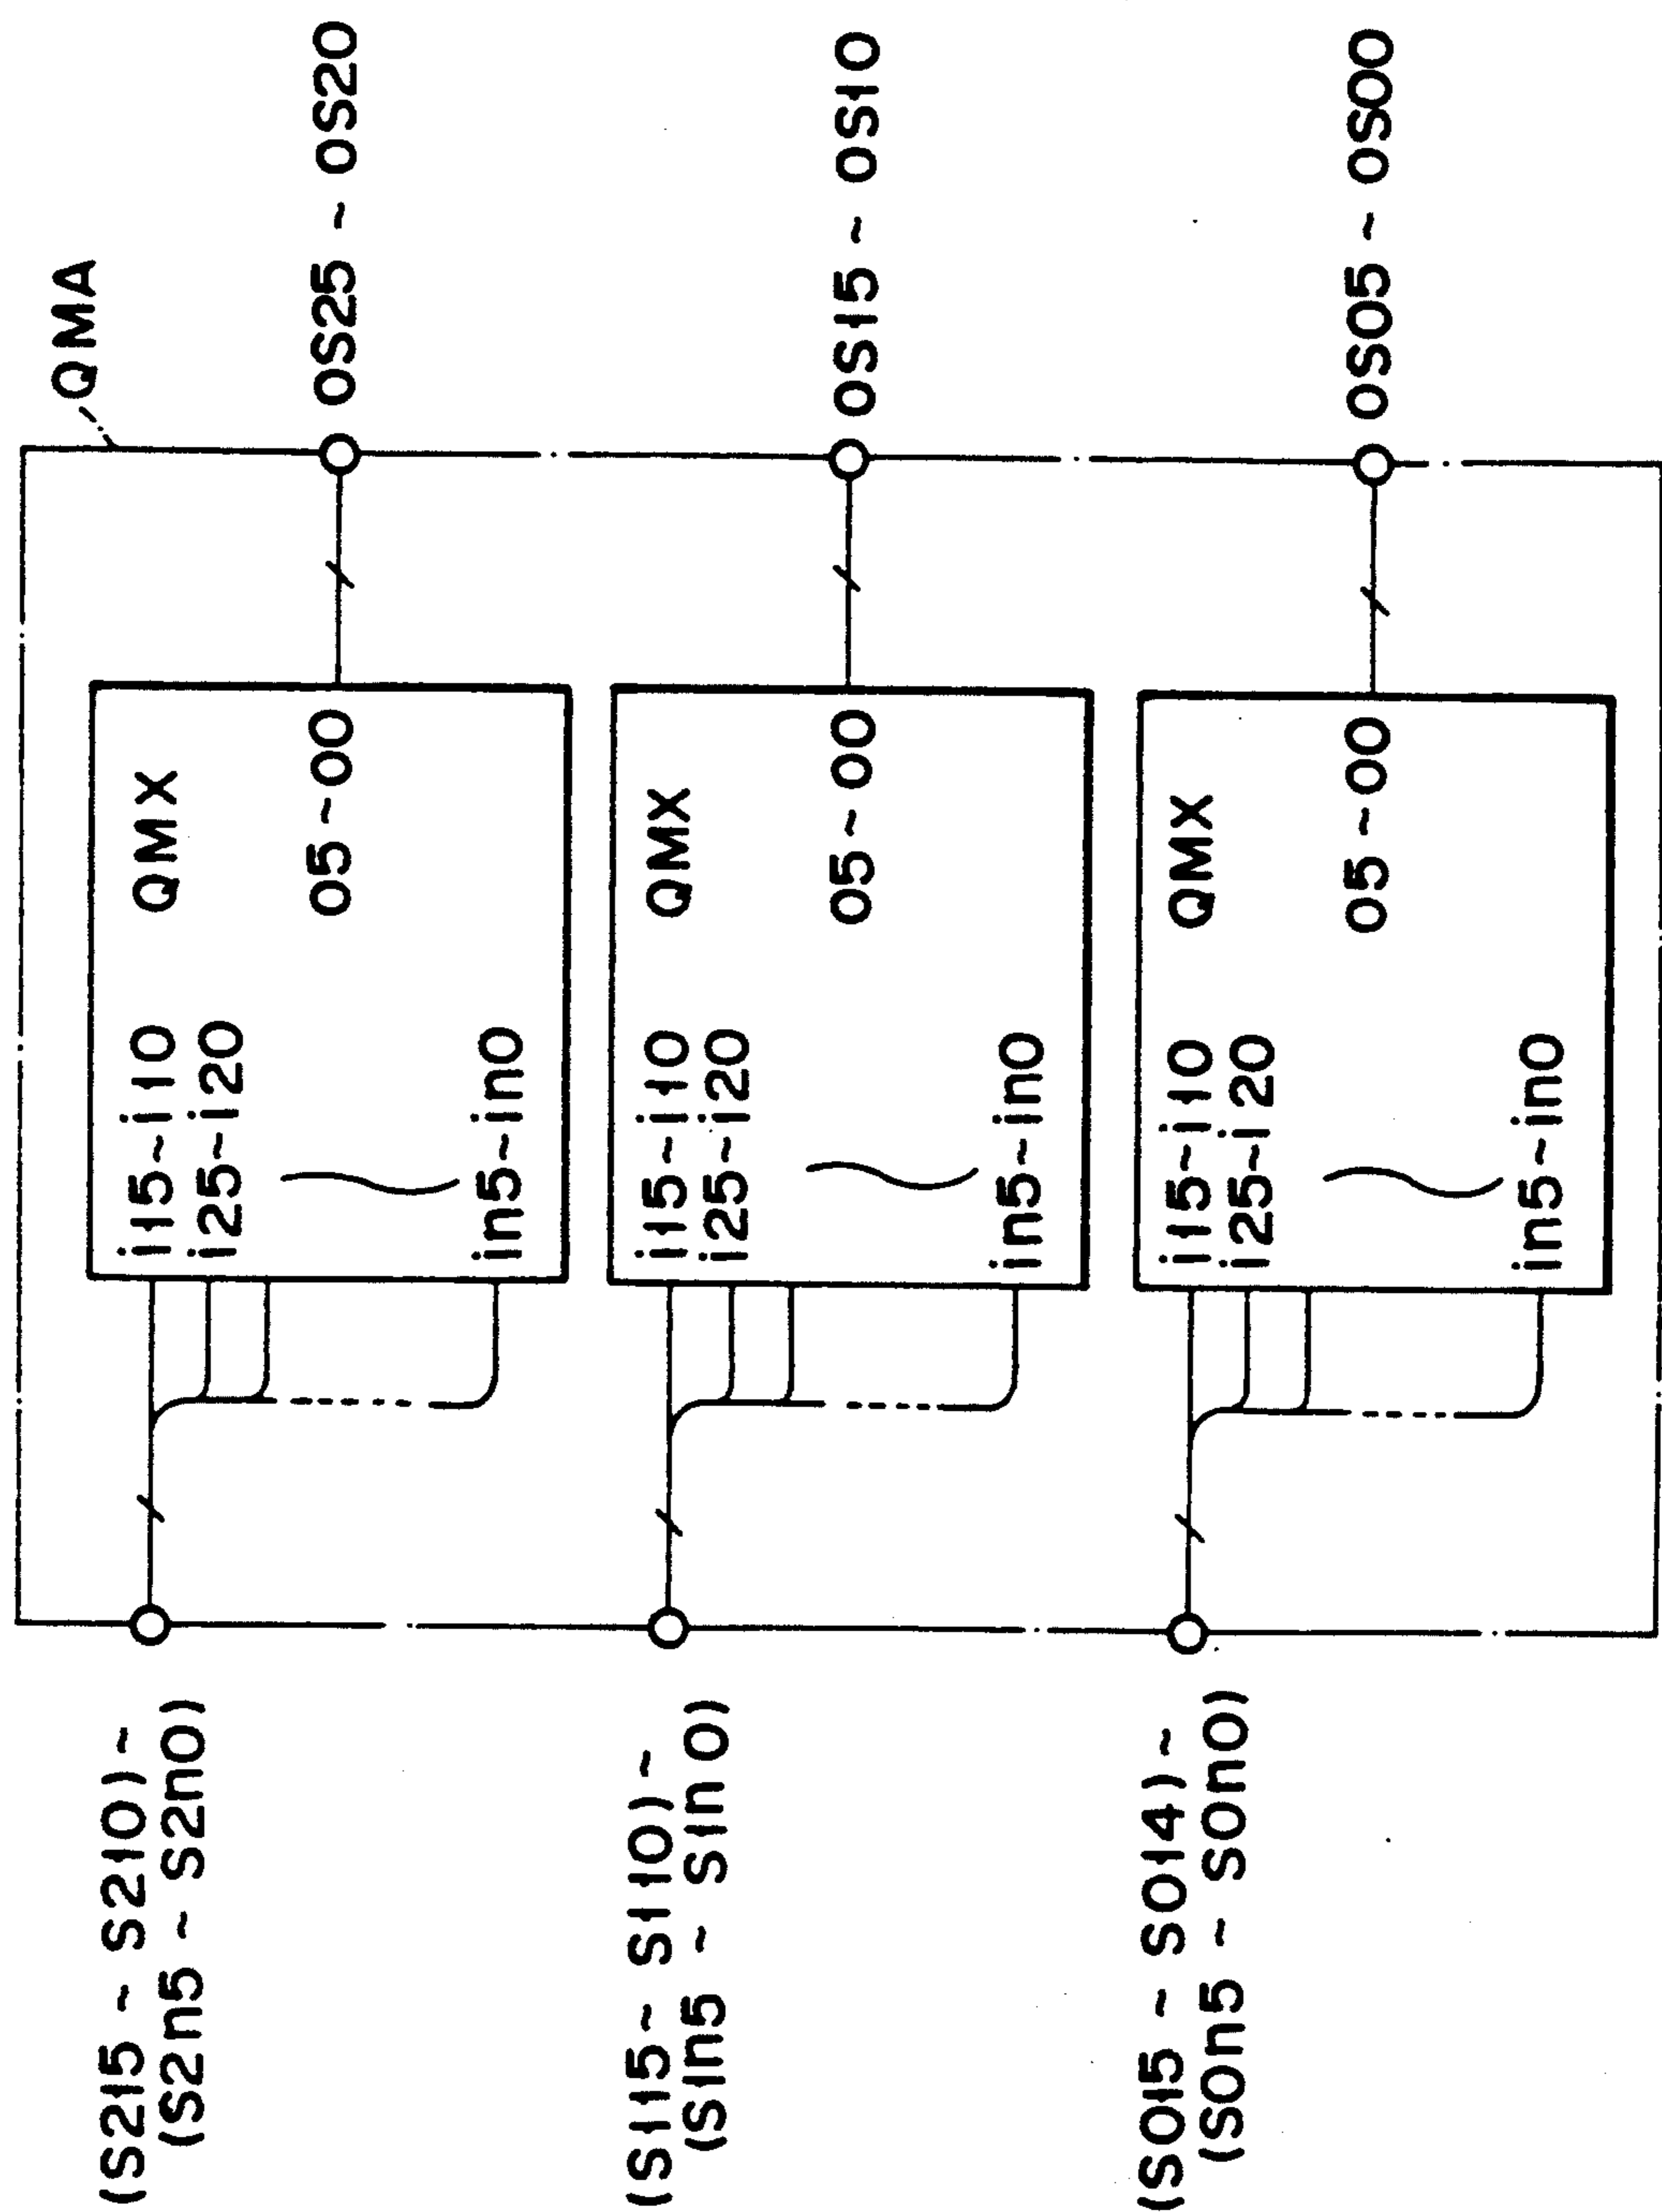 QMA
(S215 ~ S210) ~
(S2n5 ~ S2n0)
i15~i10
i25~i20
in5~in0
QMX
05~00
OS25 ~ OS20
(S115 ~ S110) ~
(S1n5 ~ S1n0)
i15~i10
i25~i20
in5~in0
QMX
05~00
OS15 ~ OS10
(S015 ~ S014) ~
(S0n5 ~ S0n0)
i15~i10
i25~i20
in5~in0
QMX
05~00
OS05 ~ OS00